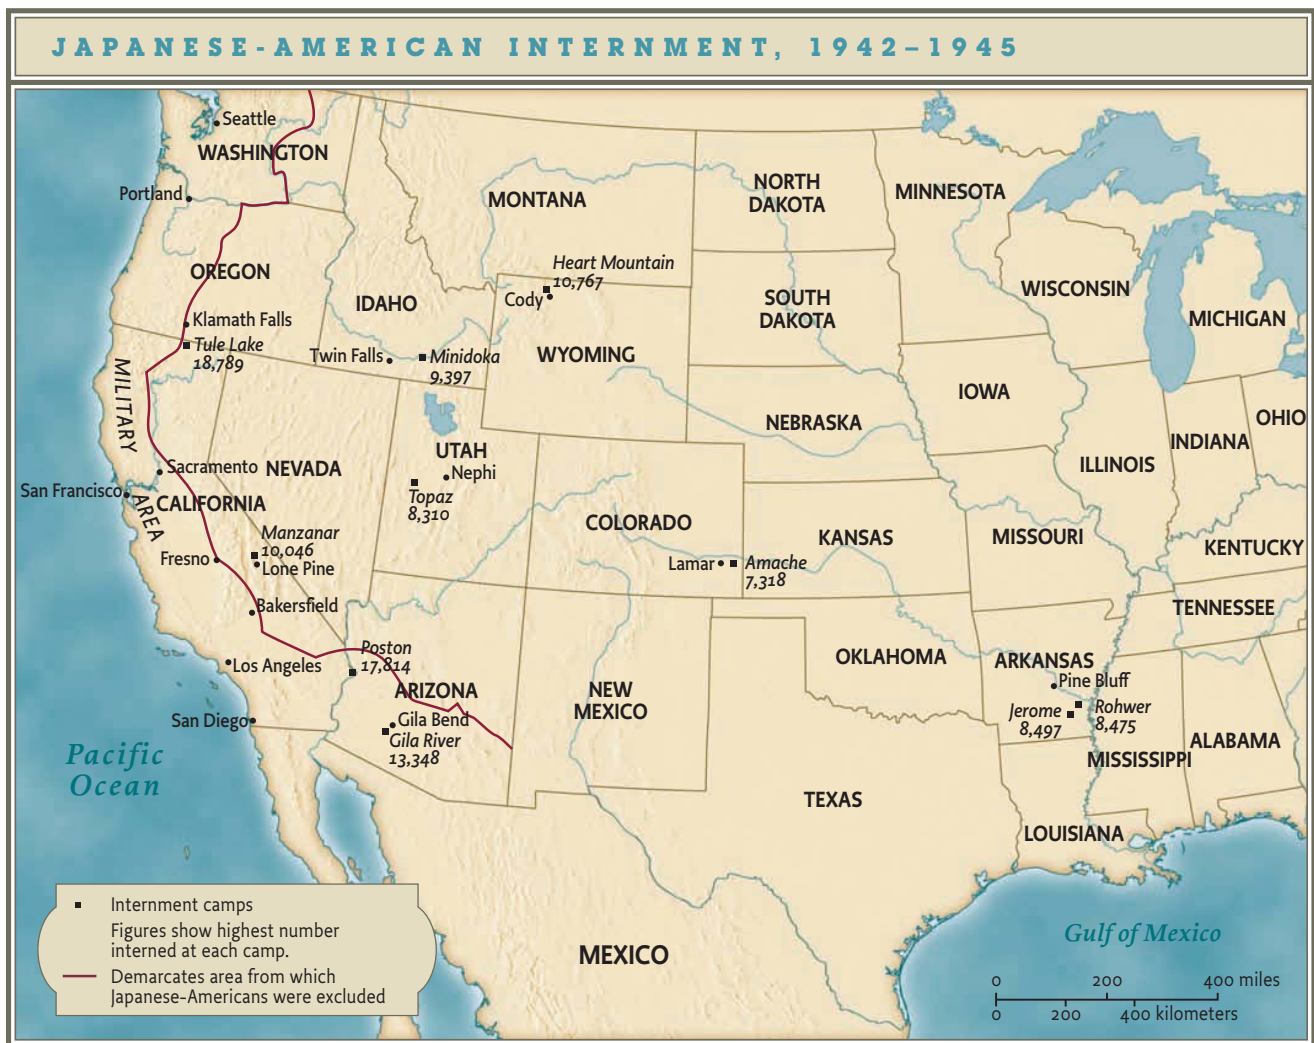 JAPANESE-AMERICAN INTERNMENT, 1942–1945
Seattle
WASHINGTON
Portland
MONTANA
NORTH
DAKOTA
MINNESOTA
OREGON
IDAHO
Heart Mountain
10,767
Cody
SOUTH
DAKOTA
WISCONSIN
MICHIGAN
Klamath Falls
Tule Lake
18,789
Twin Falls
Minidoka
9,397
WYOMING
MILITARY
AREA
IOWA
NEBRASKA
OHIO
INDIANA
ILLINOIS
UTAH
Nephi
Topaz
8,310
NEVADA
Sacramento
San Francisco
CALIFORNIA
COLORADO
KANSAS
MISSOURI
KENTUCKY
Manzanar
10,046
Lone Pine
Fresno
Lamar
Amache
7,318
Bakersfield
TENNESSEE
Los Angeles
Poston
17,814
ARIZONA
OKLAHOMA
ARKANSAS
Pine Bluff
NEW
MEXICO
San Diego
Gila Bend
Gila River
13,348
Jerome
8,497
Rohwer
8,475
ALABAMA
MISSISSIPPI
Pacific
Ocean
TEXAS
LOUISIANA
MEXICO
Gulf of Mexico
Internment camps
Figures show highest number
interned at each camp.
Demarcates area from which
Japanese-Americans were excluded
0 200 400 miles
0 200 400 kilometers